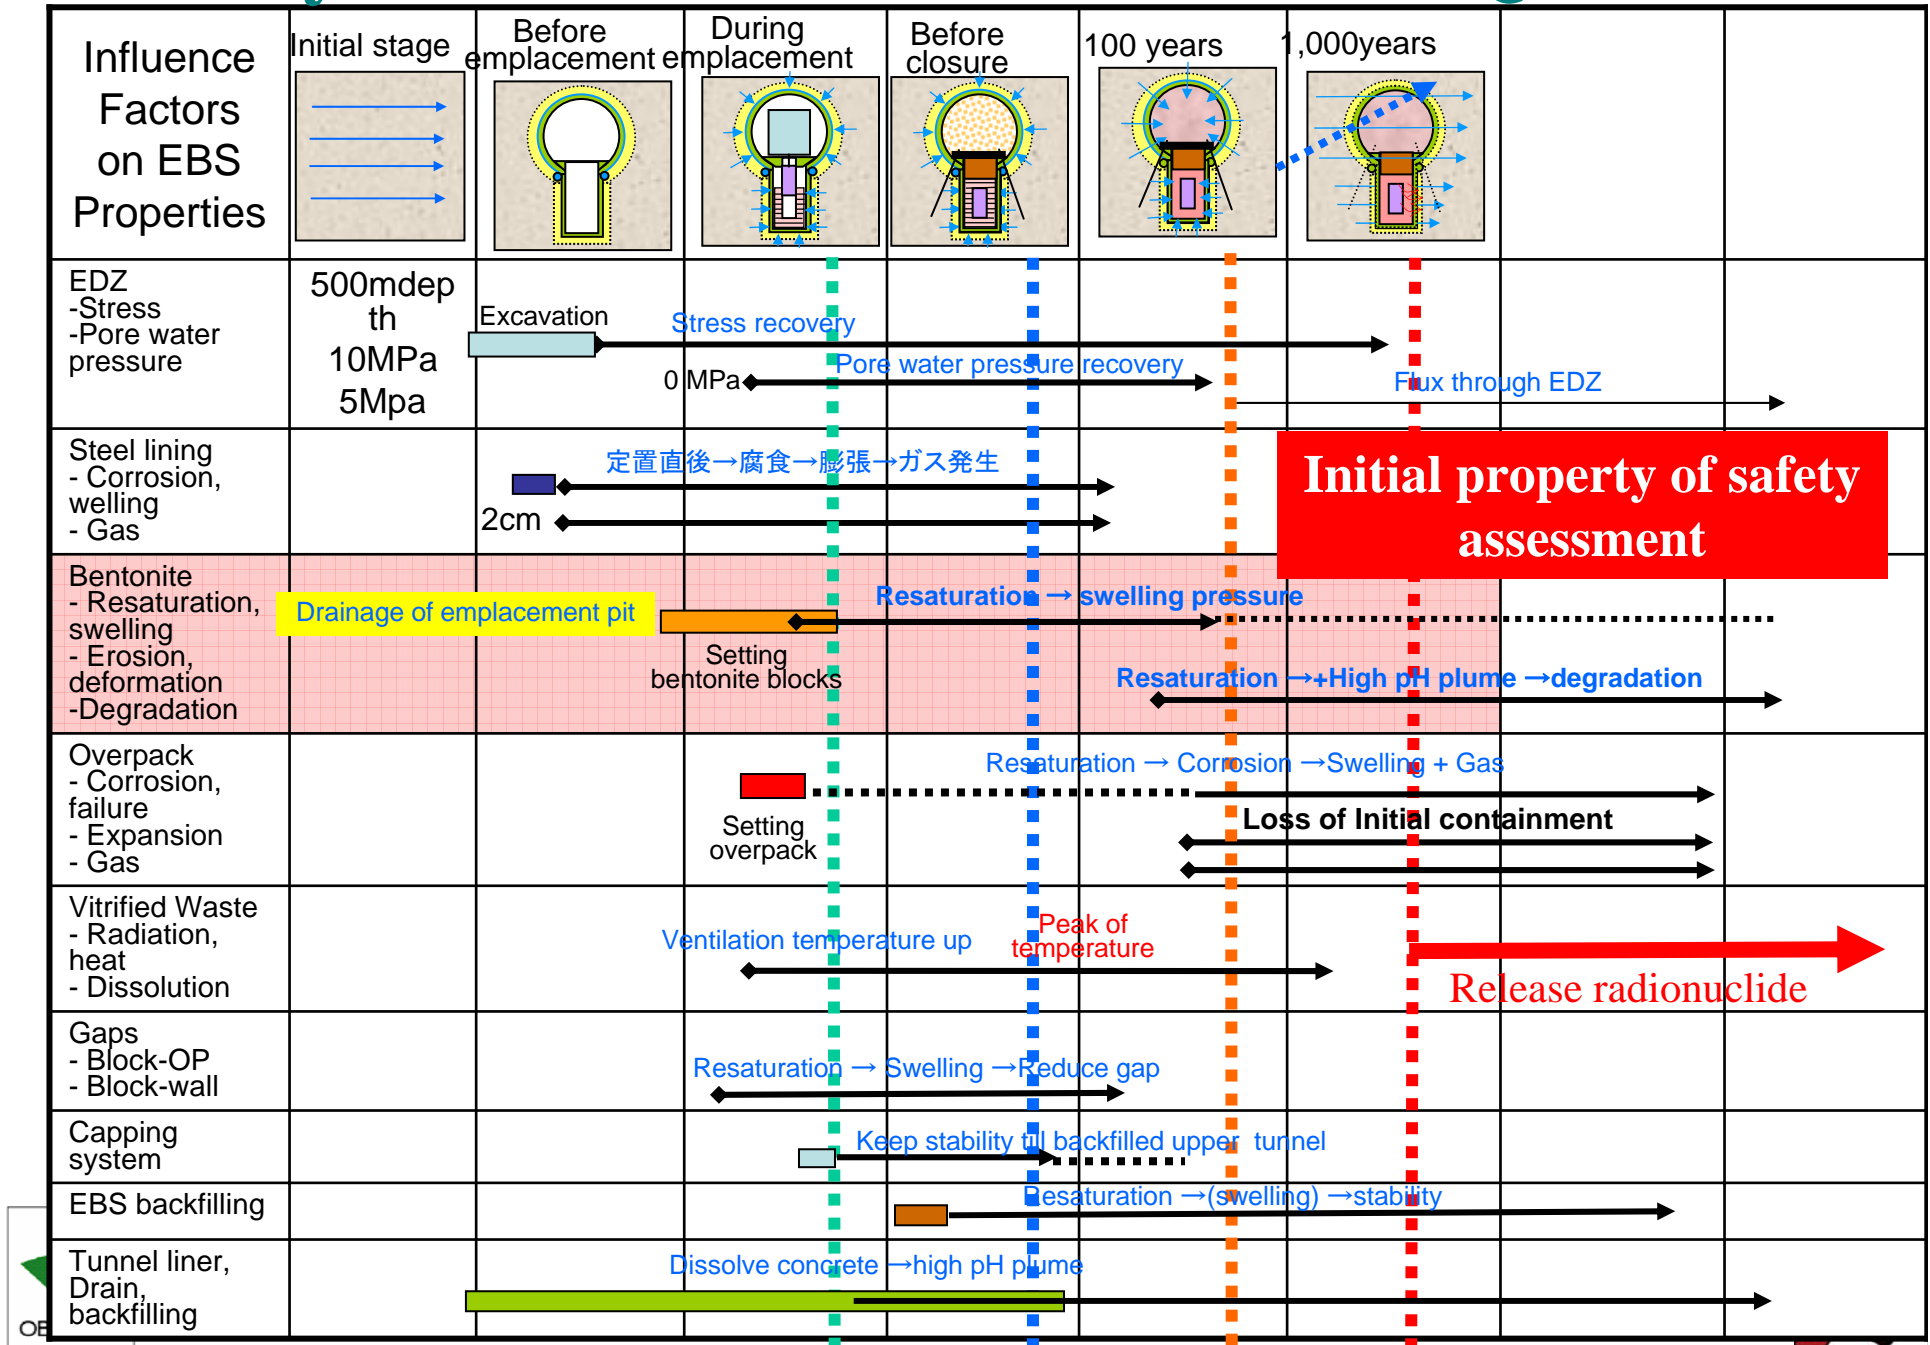 Influence
Factors
on EBS
Properties
Initial stage
Before
emplacement
During
emplacement
Before
closure
100 years
1,000years
EDZ
-Stress
-Pore water
pressure
500mdep
th
10MPa
5Mpa
Excavation
Stress recovery
0 MPa
Pore water pressure recovery
Flux through EDZ
Steel lining
- Corrosion,
welling
- Gas
定置直後→腐食→膨張→ガス発生
2cm
Initial property of safety
assessment
Bentonite
- Resaturation,
swelling
- Erosion,
deformation
-Degradation
Drainage of emplacement pit
Resaturation → swelling pressure
Setting
bentonite blocks
Resaturation →+High pH plume →degradation
Overpack
- Corrosion,
failure
- Expansion
- Gas
Resaturation → Corrosion →Swelling + Gas
Setting
overpack
Loss of Initial containment
Vitrified Waste
- Radiation,
heat
- Dissolution
Ventilation temperature up
Peak of
temperature
Release radionuclide
Gaps
- Block-OP
- Block-wall
Resaturation → Swelling →Reduce gap
Capping
system
Keep stability till backfilled upper tunnel
EBS backfilling
Resaturation →(swelling) →stability
Tunnel liner,
Drain,
backfilling
Dissolve concrete →high pH plume